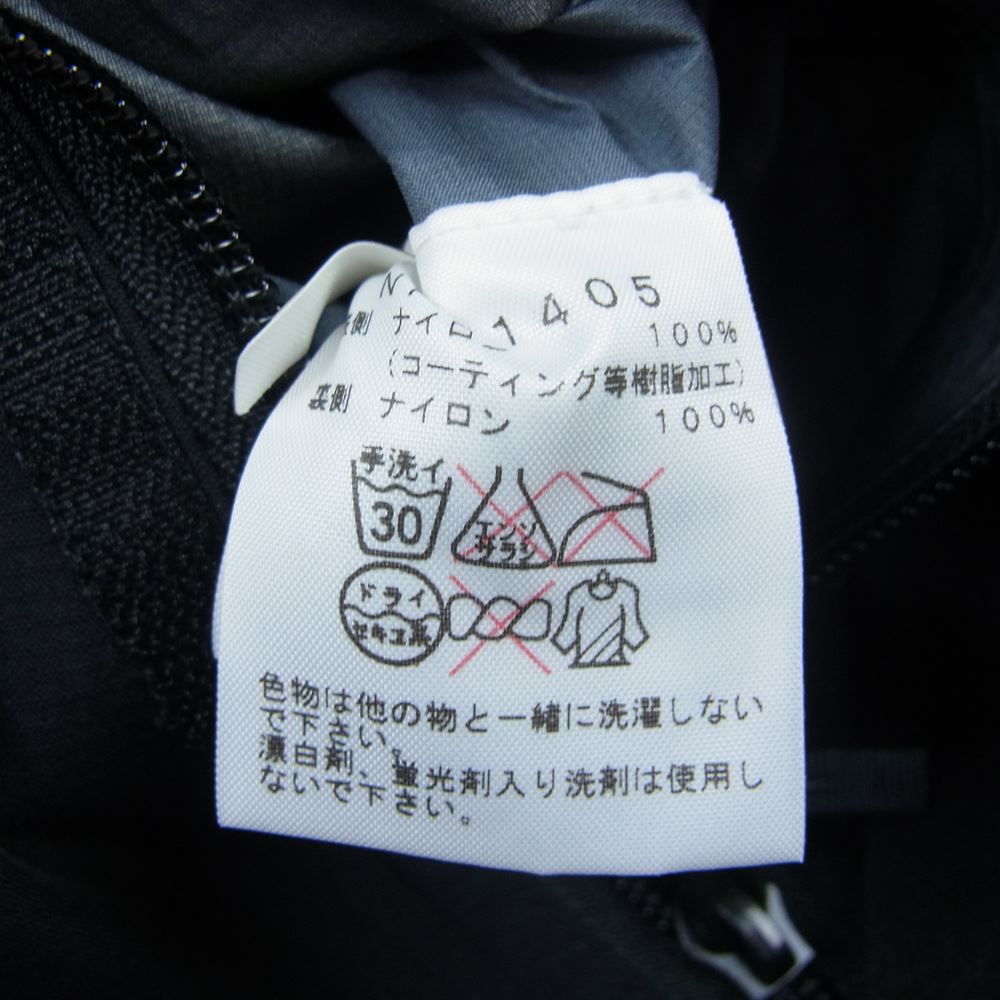 405
表側 ナイロン 100%
(コーティング等樹脂加工)
裏側 ナイロン 100%
手洗イ
30
エンソ
サラシ
ドライ
セキユ系
色物は他の物と一緒に洗濯しない
で下さい。
漂白剤、蛍光剤入り洗剤は使用し
ないで下さい。